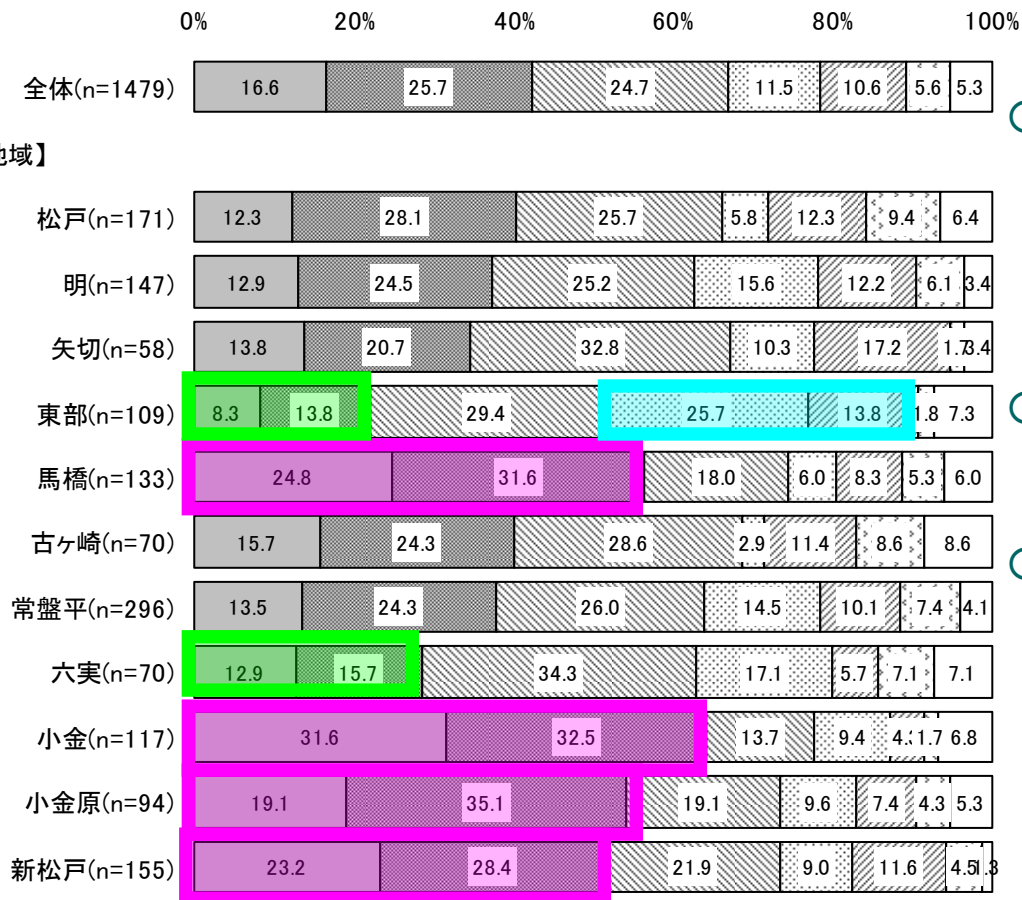 0% 20% 40% 60% 80% 100%
全体(n=1479) 16.6 25.7 24.7 11.5 10.6 5.6 5.3
域】
松戸(n=171) 12.3 28.1 25.7 5.8 12.3 9.4 6.4
明(n=147) 12.9 24.5 25.2 15.6 12.2 6.1 3.4
矢切(n=58) 13.8 20.7 32.8 10.3 17.2 1.7 3.4
東部(n=109) 8.3 13.8 29.4 25.7 13.8 1.8 7.3
馬橋(n=133) 24.8 31.6 18.0 6.0 8.3 5.3 6.0
古ヶ崎(n=70) 15.7 24.3 28.6 2.9 11.4 8.6 8.6
常盤平(n=296) 13.5 24.3 26.0 14.5 10.1 7.4 4.1
六実(n=70) 12.9 15.7 34.3 17.1 5.7 7.1 7.1
小金(n=117) 31.6 32.5 13.7 9.4 1.7 6.8
小金原(n=94) 19.1 35.1 19.1 9.6 7.4 4.3 5.3
新松戸(n=155) 23.2 28.4 21.9 9.0 11.6 4.5 1.3